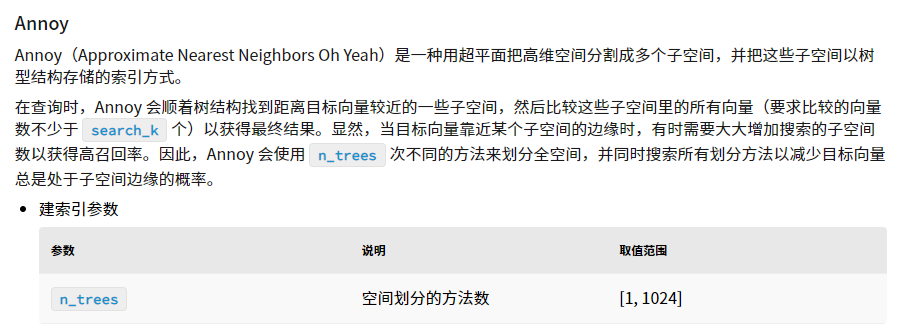 Annoy
Annoy（Approximate Nearest Neighbors Oh Yeah）是一种用超平面把高维空间分割成多个子空间，并把这些子空间以树
型结构存储的索引方式。
在查询时，Annoy 会顺着树结构找到距离目标向量较近的一些子空间，然后比较这些子空间里的所有向量（要求比较的向量
数不少于 search_k 个）以获得最终结果。显然，当目标向量靠近某个子空间的边缘时，有时需要大大增加搜索的子空间
数以获得高召回率。因此，Annoy 会使用 n_trees 次不同的方法来划分全空间，并同时搜索所有划分方法以减少目标向量
总是处于子空间边缘的概率。
• 建索引参数
参数 说明 取值范围
n_trees 空间划分的方法数 [1, 1024]